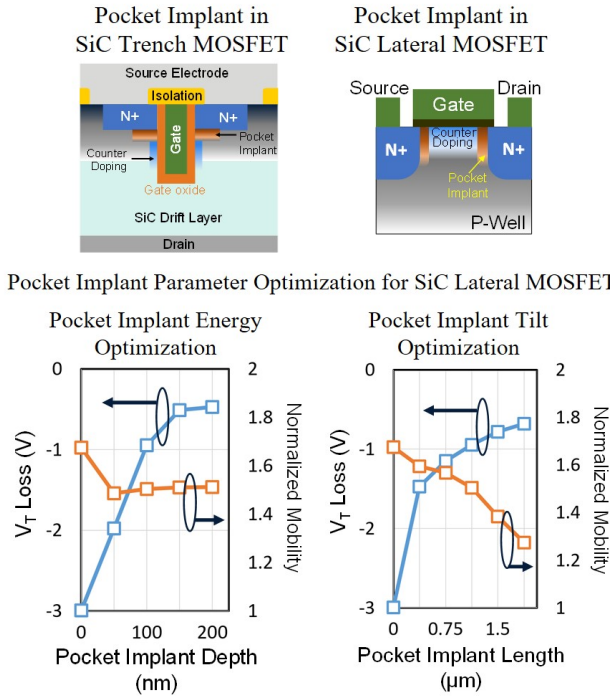 Pocket Implant in
SiC Trench MOSFET
Source Electrode
Isolation
N+
N+
Gate
Pocket
Implant
Counter
Doping
Gate oxide
SiC Drift Layer
Drain
Pocket Implant in
SiC Lateral MOSFET
Source
Drain
Gate
N+
Counter
Doping
N+
Pocket
Implant
P-Well
Pocket Implant Parameter Optimization for SiC Lateral MOSFET
Pocket Implant Energy
Optimization
0
-1
-2
-3
VT Loss (V)
2
1.8
1.6
1.4
1.2
1
Normalized Mobility
0
100
200
Pocket Implant Depth
(nm)
Pocket Implant Tilt
Optimization
0
-1
-2
-3
VT Loss (V)
2
1.8
1.6
1.4
1.2
1
Normalized Mobility
0
0.75
1.5
Pocket Implant Length
(μm)